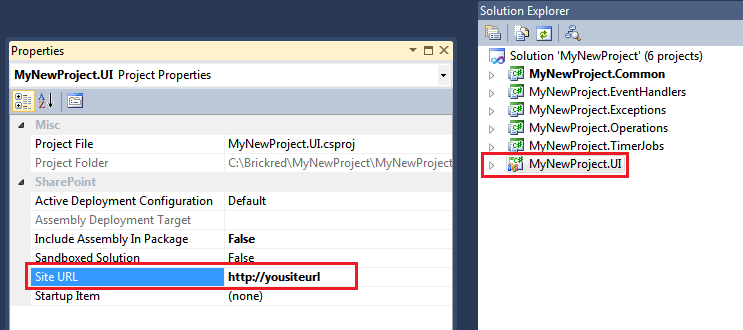 Properties
MyNewProject.UI Project Properties
Misc
Project File MyNewProject.UI.csproj
Project Folder C:\Brickred\MyNewProject\MyNewProject
SharePoint
Active Deployment Configuration Default
Assembly Deployment Target
Include Assembly In Package False
Sandboxed Solution False
Site URL http://yousiteurl
Startup Item (none)
Solution Explorer
Solution 'MyNewProject' (6 projects)
MyNewProject.Common
MyNewProject.EventHandlers
MyNewProject.Exceptions
MyNewProject.Operations
MyNewProject.TimerJobs
MyNewProject.UI